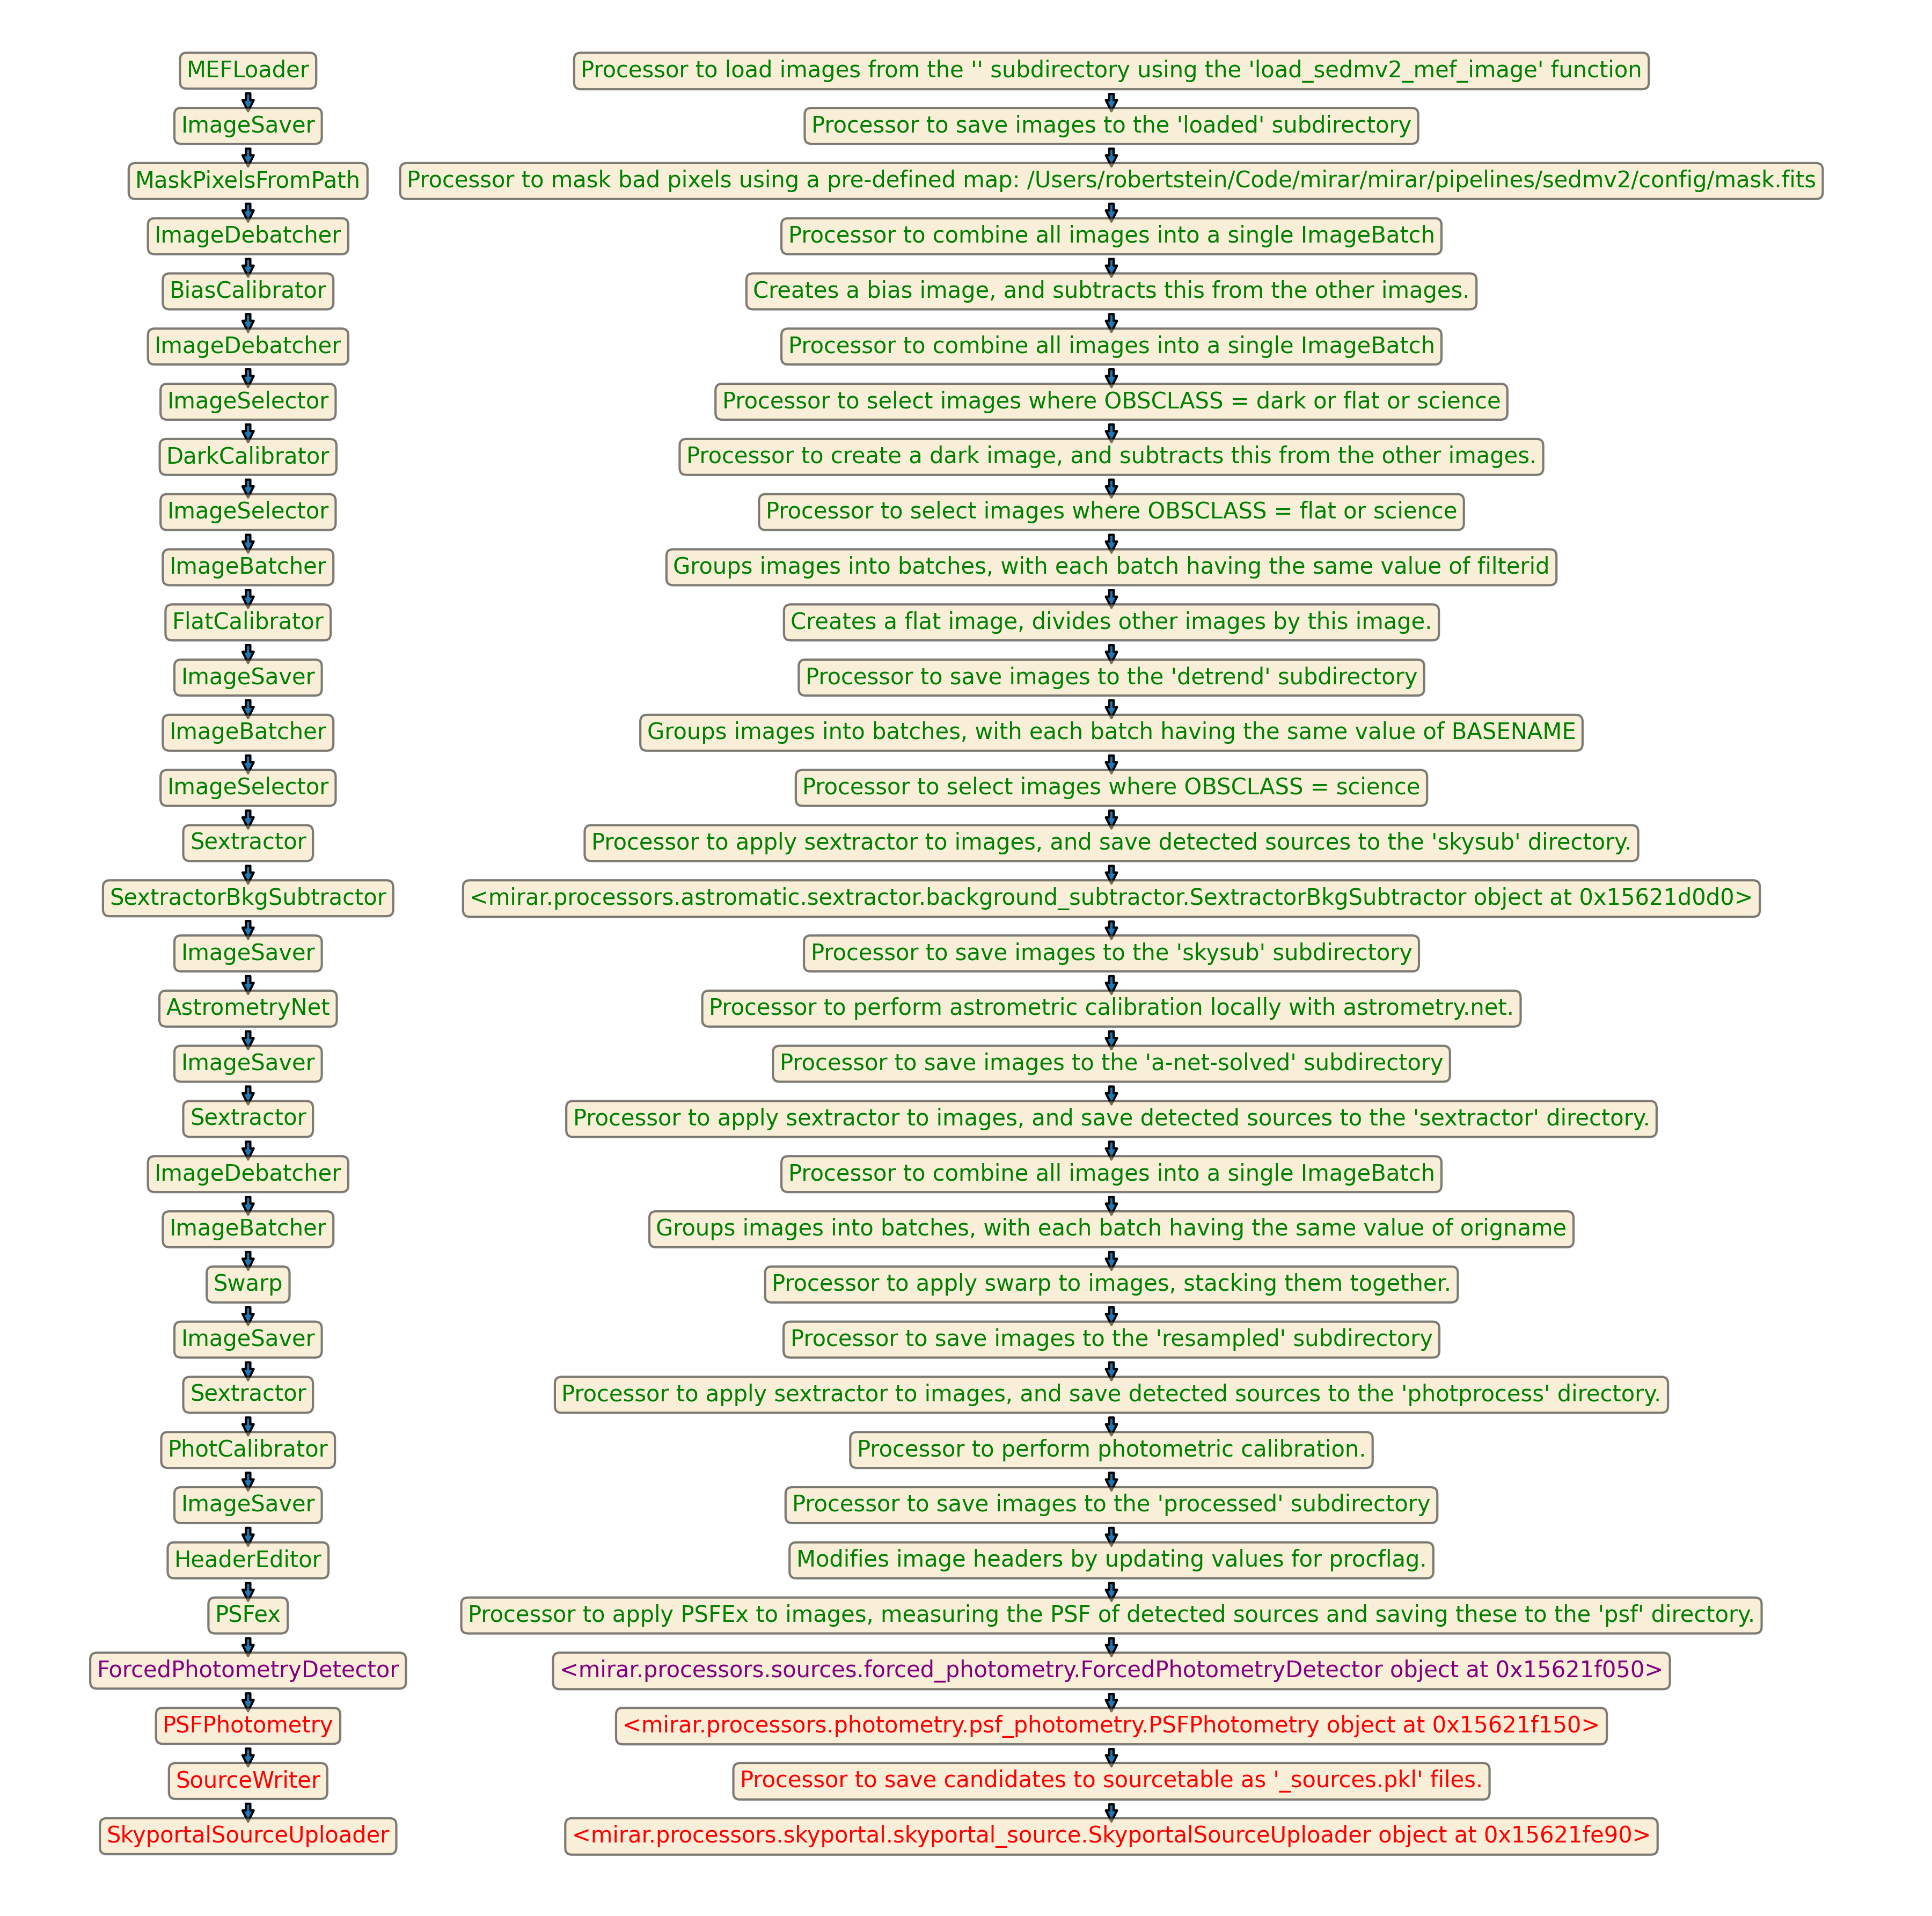 MEFLoader
Processor to load images from the '' subdirectory using the 'load_sedmv2_mef_image' function
ImageSaver
Processor to save images to the 'loaded' subdirectory
MaskPixelsFromPath
Processor to mask bad pixels using a pre-defined map: /Users/robertstein/Code/mirar/mirar/pipelines/sedmv2/config/mask.fits
ImageDebatcher
Processor to combine all images into a single ImageBatch
BiasCalibrator
Creates a bias image, and subtracts this from the other images.
ImageDebatcher
Processor to combine all images into a single ImageBatch
ImageSelector
Processor to select images where OBSCLASS = dark or flat or science
DarkCalibrator
Processor to create a dark image, and subtracts this from the other images.
ImageSelector
Processor to select images where OBSCLASS = flat or science
ImageBatcher
Groups images into batches, with each batch having the same value of filterid
FlatCalibrator
Creates a flat image, divides other images by this image.
ImageSaver
Processor to save images to the 'detrend' subdirectory
ImageBatcher
Groups images into batches, with each batch having the same value of BASENAME
ImageSelector
Processor to select images where OBSCLASS = science
Sextractor
Processor to apply sextractor to images, and save detected sources to the 'skysub' directory.
SextractorBkgSubtractor
<mirar.processors.astromatic.sextractor.background_subtractor.SextractorBkgSubtractor object at 0x15621d0d0>
ImageSaver
Processor to save images to the 'skysub' subdirectory
AstrometryNet
Processor to perform astrometric calibration locally with astrometry.net.
ImageSaver
Processor to save images to the 'a-net-solved' subdirectory
Sextractor
Processor to apply sextractor to images, and save detected sources to the 'sextractor' directory.
ImageDebatcher
Processor to combine all images into a single ImageBatch
ImageBatcher
Groups images into batches, with each batch having the same value of origname
Swarp
Processor to apply swarp to images, stacking them together.
ImageSaver
Processor to save images to the 'resampled' subdirectory
Sextractor
Processor to apply sextractor to images, and save detected sources to the 'photprocess' directory.
PhotCalibrator
Processor to perform photometric calibration.
ImageSaver
Processor to save images to the 'processed' subdirectory
HeaderEditor
Modifies image headers by updating values for procflag.
PSFex
Processor to apply PSFEx to images, measuring the PSF of detected sources and saving these to the 'psf' directory.
ForcedPhotometryDetector
<mirar.processors.sources.forced_photometry.ForcedPhotometryDetector object at 0x15621f050>
PSFPhotometry
<mirar.processors.photometry.psf_photometry.PSFPhotometry object at 0x15621f150>
SourceWriter
Processor to save candidates to sourcetable as '_sources.pkl' files.
SkyportalSourceUploader
<mirar.processors.skyportal.skyportal_source.SkyportalSourceUploader object at 0x15621fe90>